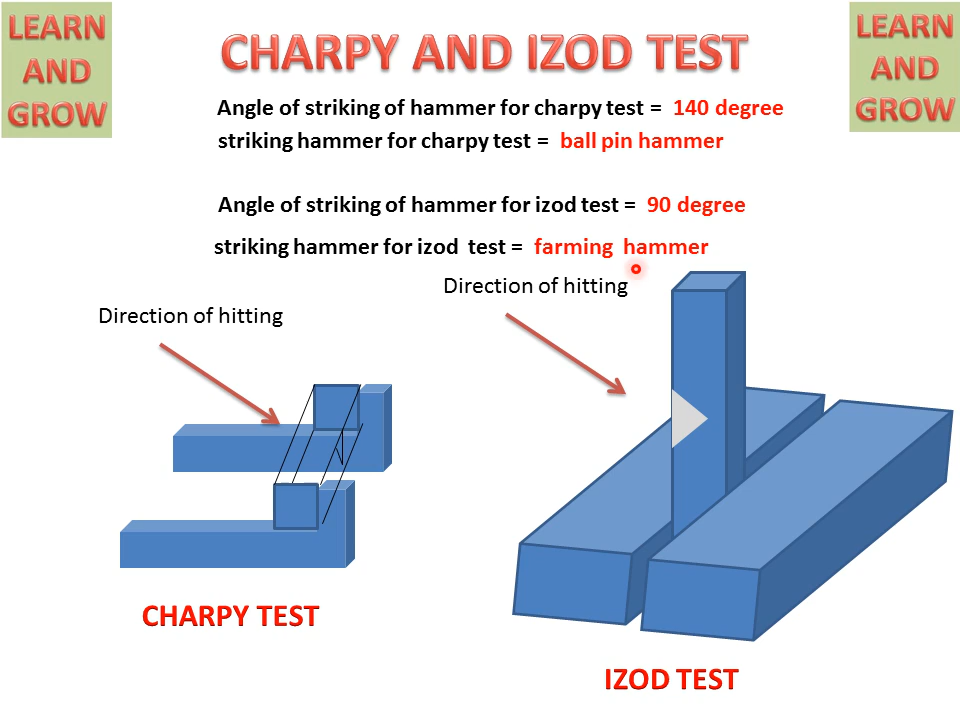 LEARN
AND
GROW
CHARPY AND IZOD TEST
LEARN
AND
GROW
Angle of striking of hammer for charpy test = 140 degree
striking hammer for charpy test = ball pin hammer
Angle of striking of hammer for izod test = 90 degree
striking hammer for izod test = farming hammer
Direction of hitting
Direction of hitting
CHARPY TEST
IZOD TEST